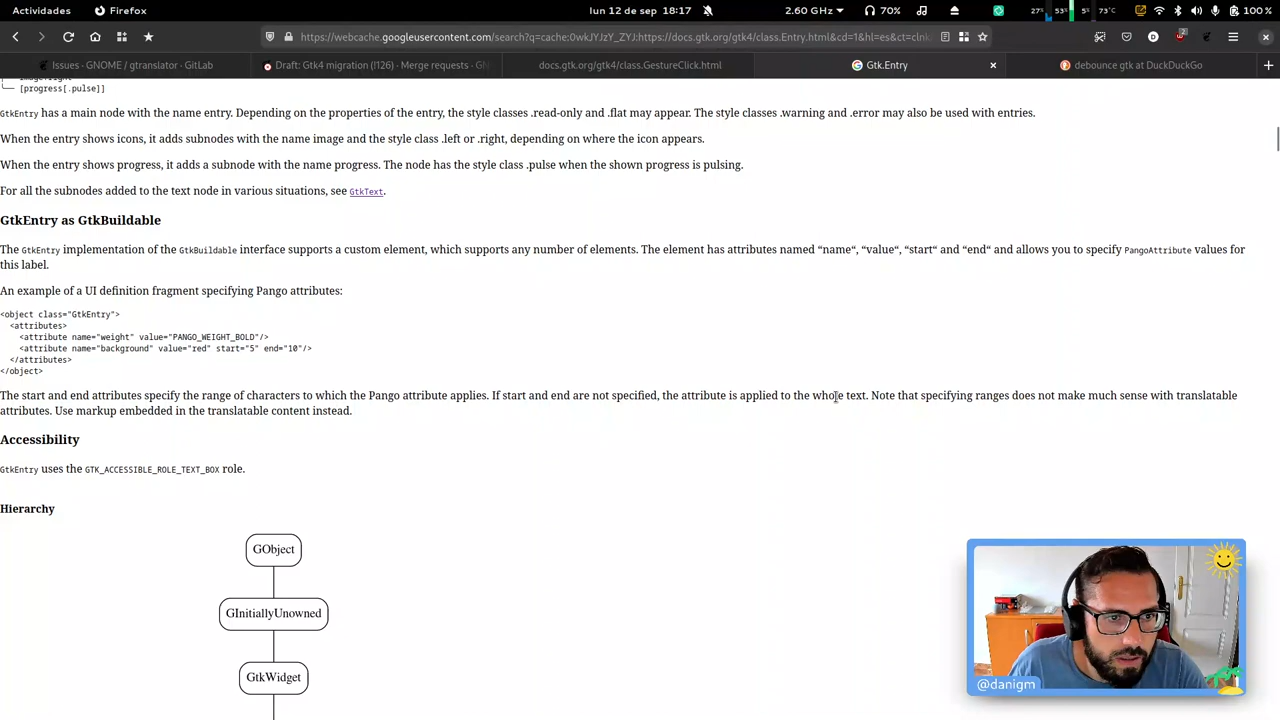 Actividades
Firefox
lun 12 de sep 18:17
2.60 GHz
70%
27%
53%
5%
73°C
100 %
https://webcache.googleusercontent.com/search?q=cache:0wkJYJzY_ZYJ:https://docs.gtk.org/gtk4/class.Entry.html&cd=1&hl=es&ct=clnk
2
Issues · GNOME / gtranslator · GitLab
Draft: Gtk4 migration (!126) · Merge requests · GN
docs.gtk.org/gtk4/class.GestureClick.html
Gtk.Entry
debounce gtk at DuckDuckGo
╰── [progress[.pulse]]
GtkEntry has a main node with the name entry. Depending on the properties of the entry, the style classes .read-only and .flat may appear. The style classes .warning and .error may also be used with entries.
When the entry shows icons, it adds subnodes with the name image and the style class .left or .right, depending on where the icon appears.
When the entry shows progress, it adds a subnode with the name progress. The node has the style class .pulse when the shown progress is pulsing.
For all the subnodes added to the text node in various situations, see GtkText.
GtkEntry as GtkBuildable
The GtkEntry implementation of the GtkBuildable interface supports a custom element, which supports any number of elements. The element has attributes named “name“, “value“, “start“ and “end“ and allows you to specify PangoAttribute values for
this label.
An example of a UI definition fragment specifying Pango attributes:
<object class="GtkEntry">
<attributes>
<attribute name="weight" value="PANGO_WEIGHT_BOLD"/>
<attribute name="background" value="red" start="5" end="10"/>
</attributes>
</object>
The start and end attributes specify the range of characters to which the Pango attribute applies. If start and end are not specified, the attribute is applied to the whole text. Note that specifying ranges does not make much sense with translatable
attributes. Use markup embedded in the translatable content instead.
Accessibility
GtkEntry uses the GTK_ACCESSIBLE_ROLE_TEXT_BOX role.
Hierarchy
GObject
GInitiallyUnowned
GtkWidget
@danigm